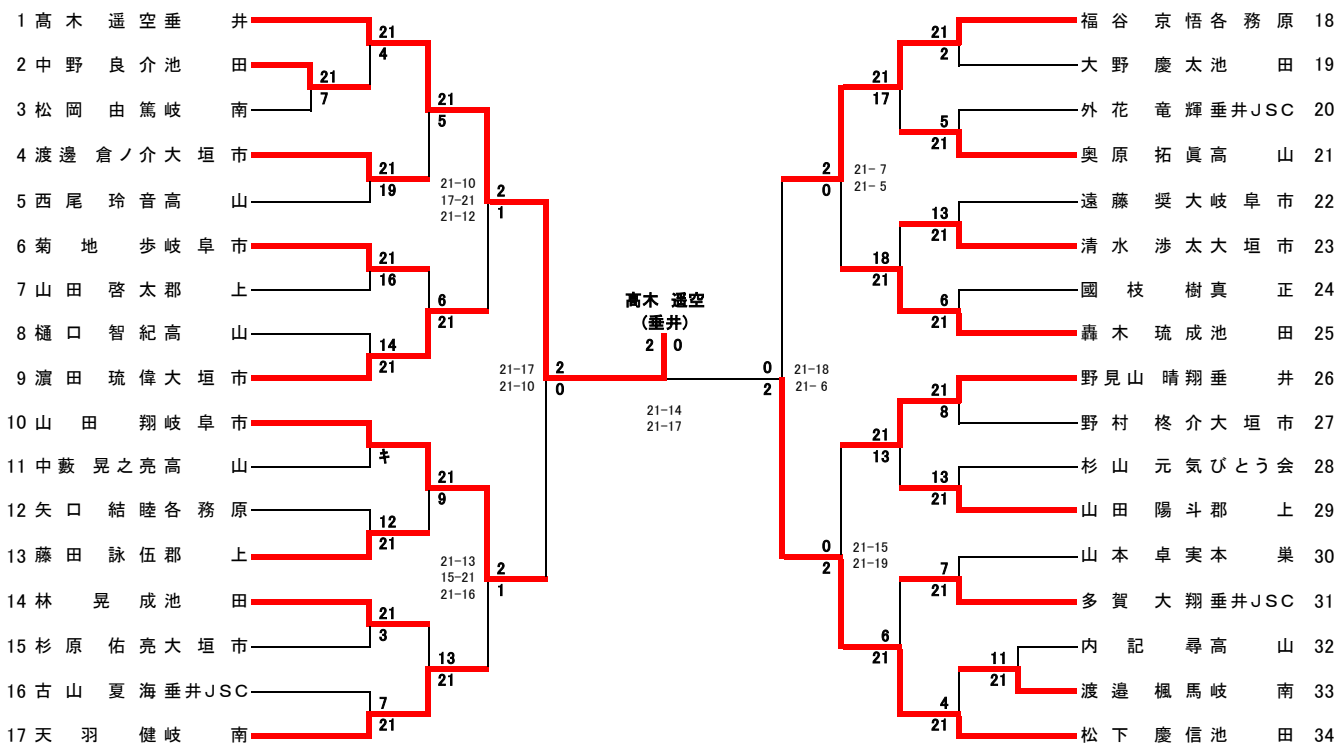 1 髙木 遥空 垂井
21
4
2 中野 良介 池田
21
7
3 松岡 由篤 岐南
21
5
4 渡邊 倉ノ介 大垣市
21
19
5 西尾 玲音 高山
21-10
17-21
21-12
2
1
6 菊地 歩 岐阜市
21
16
7 山田 啓太 郡上
6
21
8 樋口 智紀 高山
14
21
9 濵田 琉偉 大垣市
21-17
21-10
2
0
10 山田 翔 岐阜市
キ
11 中藪 晃之亮 高山
21
9
12 矢口 結睦 各務原
12
21
13 藤田 詠伍 郡上
21-13
15-21
21-16
2
1
14 林 晃成 池田
21
3
15 杉原 佑亮 大垣市
13
21
16 古山 夏海 垂井JSC
7
21
17 天羽 健 岐南
髙木 遥空
(垂井)
2 0
21-14
21-17
福谷 京悟 各務原 18
21
2
大野 慶太 池田 19
21
17
外花 竜輝 垂井JSC 20
5
21
奥原 拓眞 高山 21
2
0
21- 7
21- 5
遠藤 奨大 岐阜市 22
13
21
清水 渉太 大垣市 23
18
21
國枝 樹 真正 24
6
21
轟木 琉成 池田 25
0
2
21-18
21- 6
野見山 晴翔 垂井 26
21
8
野村 柊介 大垣市 27
21
13
杉山 元気 びとう会 28
13
21
山田 陽斗 郡上 29
0
2
21-15
21-19
山本 卓実 本巣 30
7
21
多賀 大翔 垂井JSC 31
6
21
内記 尋 高山 32
11
21
渡邉 楓馬 岐南 33
4
21
松下 慶信 池田 34